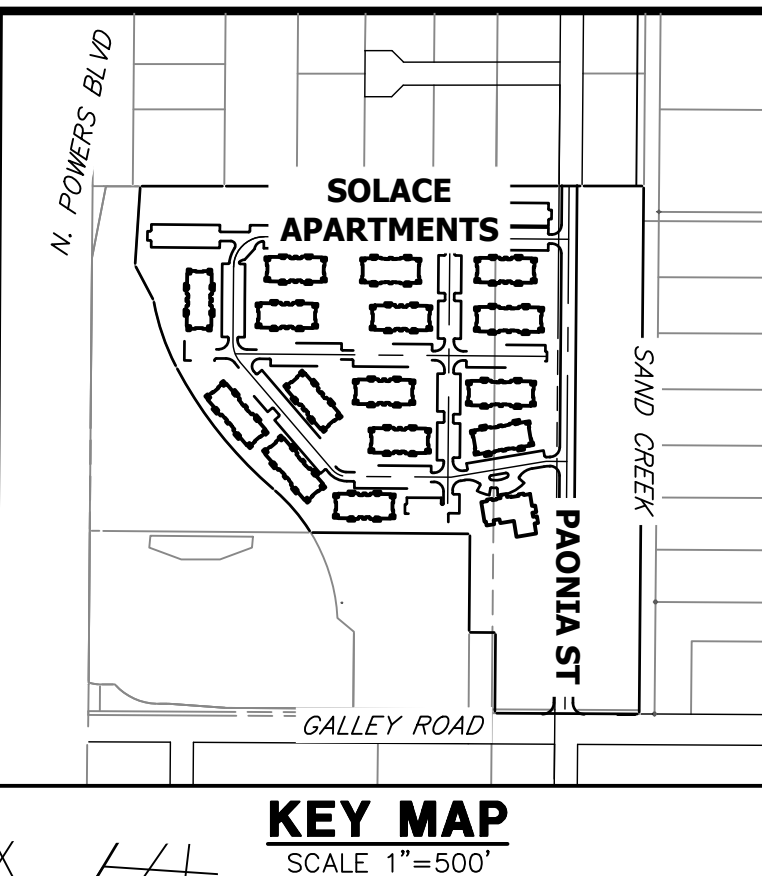 N. POWERS BLVD
SOLACE
APARTMENTS
SAND CREEK
PAONIA ST
GALLEY ROAD
KEY MAP
SCALE 1"=500'